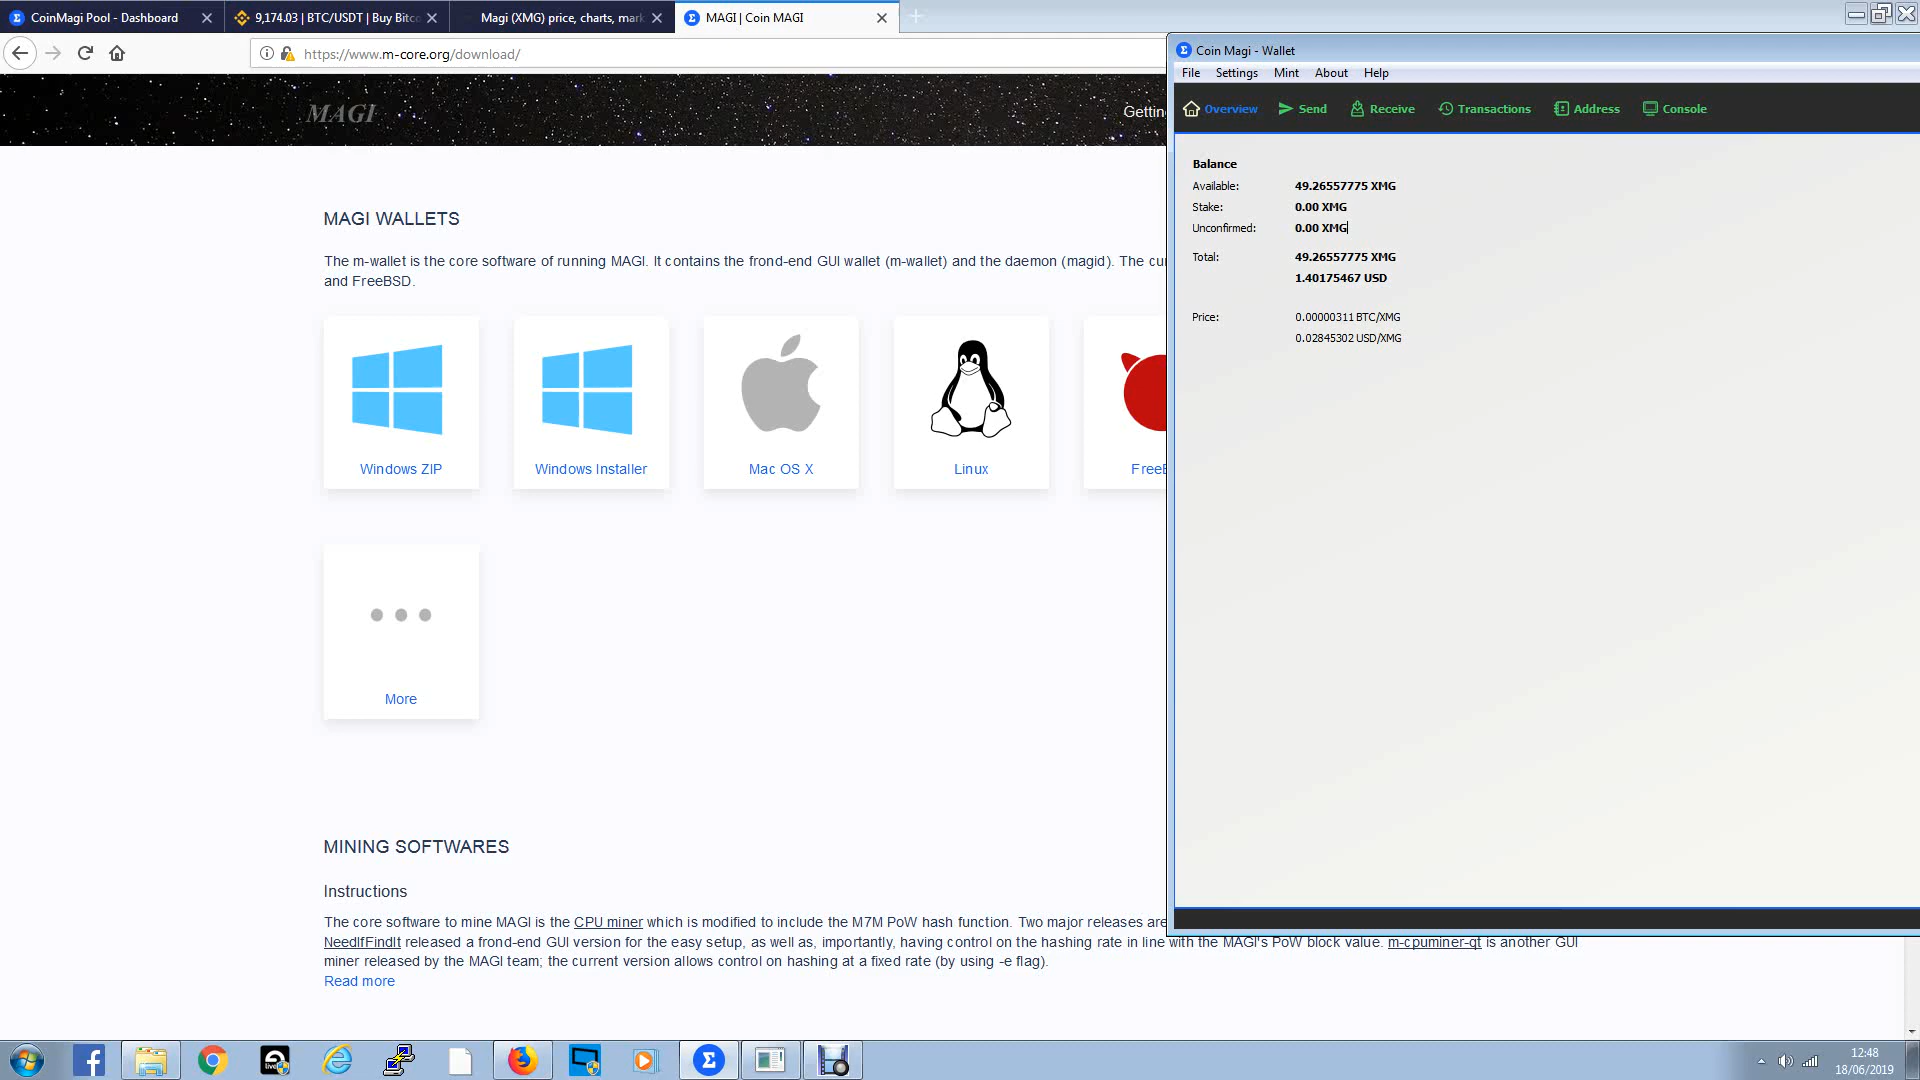 CoinMagi Pool - Dashboard
9,174.03 | BTC/USDT | Buy Bitco
Magi (XMG) price, charts, mark
MAGI | Coin MAGI
https://www.m-core.org/download/
MAGI
Gettin
MAGI WALLETS
The m-wallet is the core software of running MAGI. It contains the frond-end GUI wallet (m-wallet) and the daemon (magid). The cu
and FreeBSD.
Windows ZIP
Windows Installer
Mac OS X
Linux
FreeB
More
MINING SOFTWARES
Instructions
The core software to mine MAGI is the CPU miner which is modified to include the M7M PoW hash function. Two major releases are
NeedIfFindIt released a frond-end GUI version for the easy setup, as well as, importantly, having control on the hashing rate in line with the MAGI's PoW block value. m-cpuminer-qt is another GUI
miner released by the MAGI team; the current version allows control on hashing at a fixed rate (by using -e flag).
Read more
Coin Magi - Wallet
File Settings Mint About Help
Overview Send Receive Transactions Address Console
Balance
Available: 49.26557775 XMG
Stake: 0.00 XMG
Unconfirmed: 0.00 XMG
Total: 49.26557775 XMG
1.40175467 USD
Price: 0.00000311 BTC/XMG
0.02845302 USD/XMG
live
12:48
18/06/2019